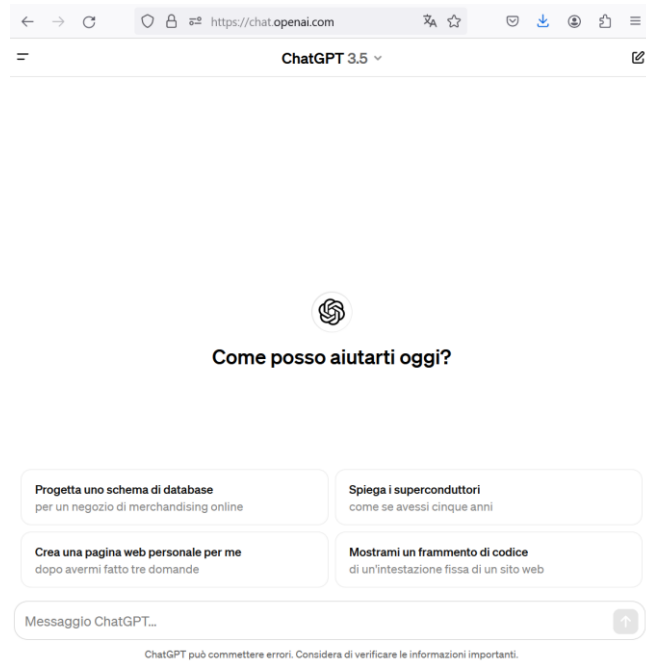 https://chat.openai.com
ChatGPT 3.5
Come posso aiutarti oggi?
Progetta uno schema di database
per un negozio di merchandising online
Spiega i superconduttori
come se avessi cinque anni
Crea una pagina web personale per me
dopo avermi fatto tre domande
Mostrami un frammento di codice
di un'intestazione fissa di un sito web
Messaggio ChatGPT...
ChatGPT può commettere errori. Considera di verificare le informazioni importanti.